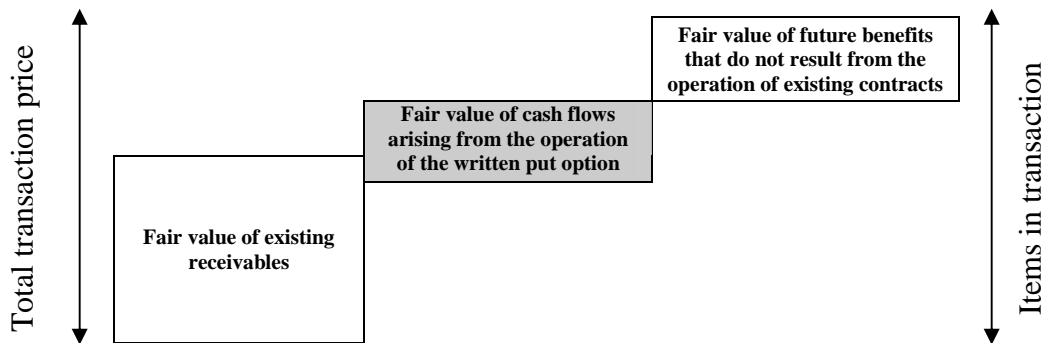 Total transaction price
Fair value of existing
receivables
Fair value of cash flows
arising from the operation
of the written put option
Fair value of future benefits
that do not result from the
operation of existing contracts
Items in transaction